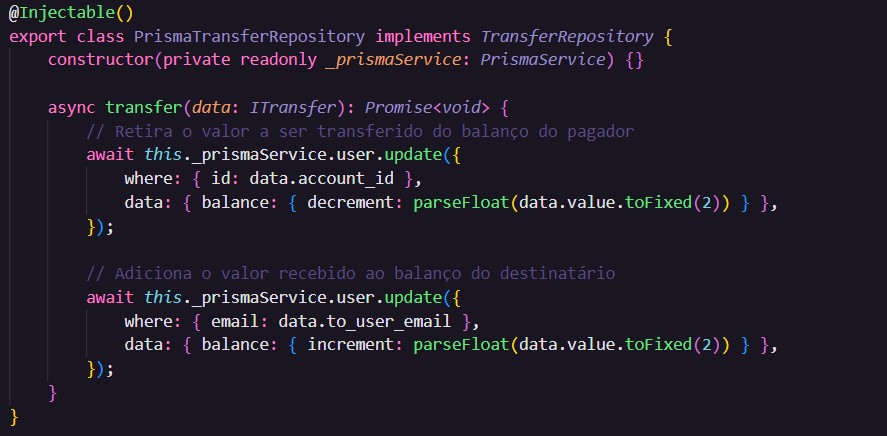 @Injectable()
export class PrismaTransferRepository implements TransferRepository {
constructor(private readonly _prismaService: PrismaService) {}
async transfer(data: ITransfer): Promise<void> {
// Retira o valor a ser transferido do balanço do pagador
await this._prismaService.user.update({
where: { id: data.account_id },
data: { balance: { decrement: parseFloat(data.value.toFixed(2)) } },
});
// Adiciona o valor recebido ao balanço do destinatário
await this._prismaService.user.update({
where: { email: data.to_user_email },
data: { balance: { increment: parseFloat(data.value.toFixed(2)) } },
});
}
}